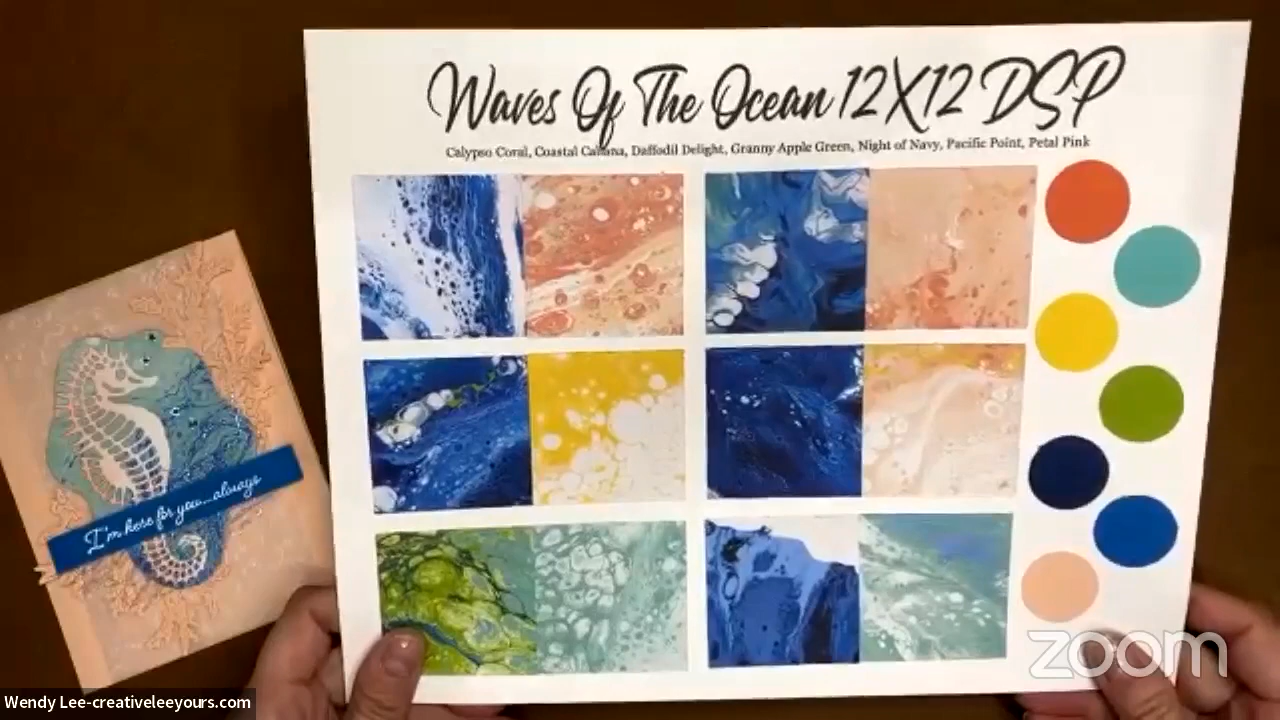 Waves Of The Ocean 12X12 DSP
Calypso Coral, Coastal Cabana, Daffodil Delight, Granny Apple Green, Night of Navy, Pacific Point, Petal Pink
I'm here for you...always
zoom
Wendy Lee-creativeleeyours.com